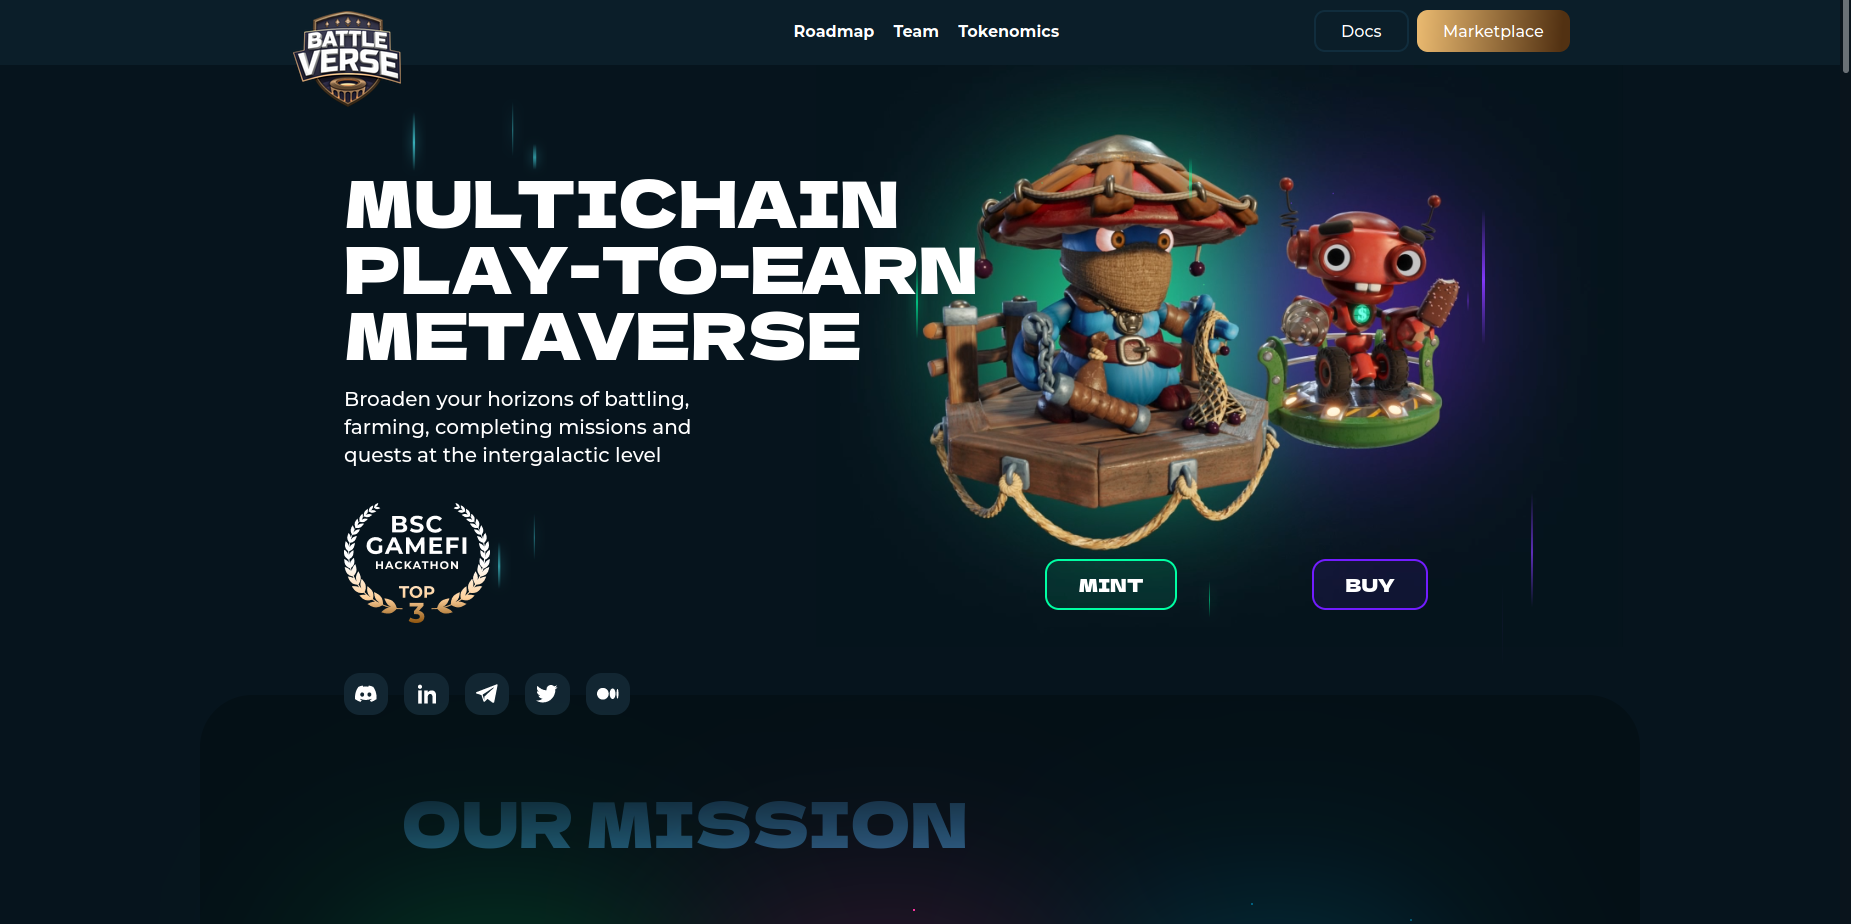 BATTLE
VERSE
Roadmap
Team
Tokenomics
Docs
Marketplace
MULTICHAIN
PLAY-TO-EARN
METAVERSE
Broaden your horizons of battling,
farming, completing missions and
quests at the intergalactic level
BSC
GAMEFI
HACKATHON
TOP
3
$
MINT
BUY
in
OUR MISSION